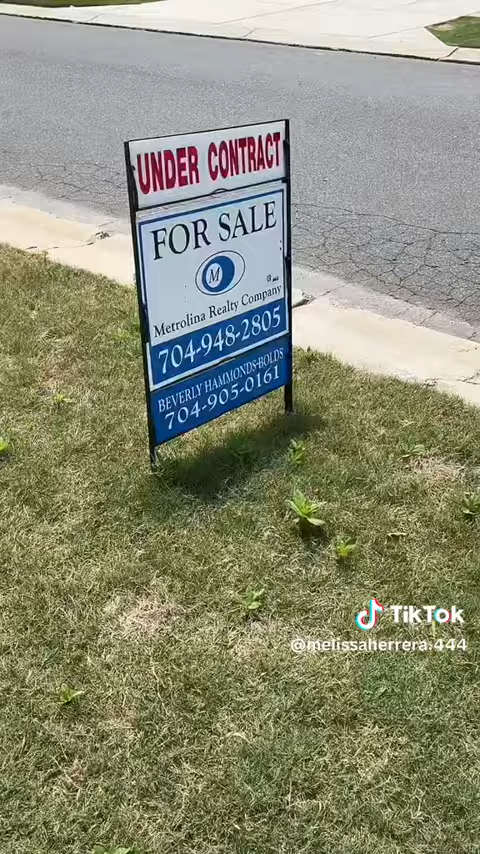 UNDER CONTRACT
FOR SALE
M
Metrolina Realty Company
704-948-2805
BEVERLY HAMMONDS-BOLDS
704-905-0161
TikTok
@melissaherrera.444